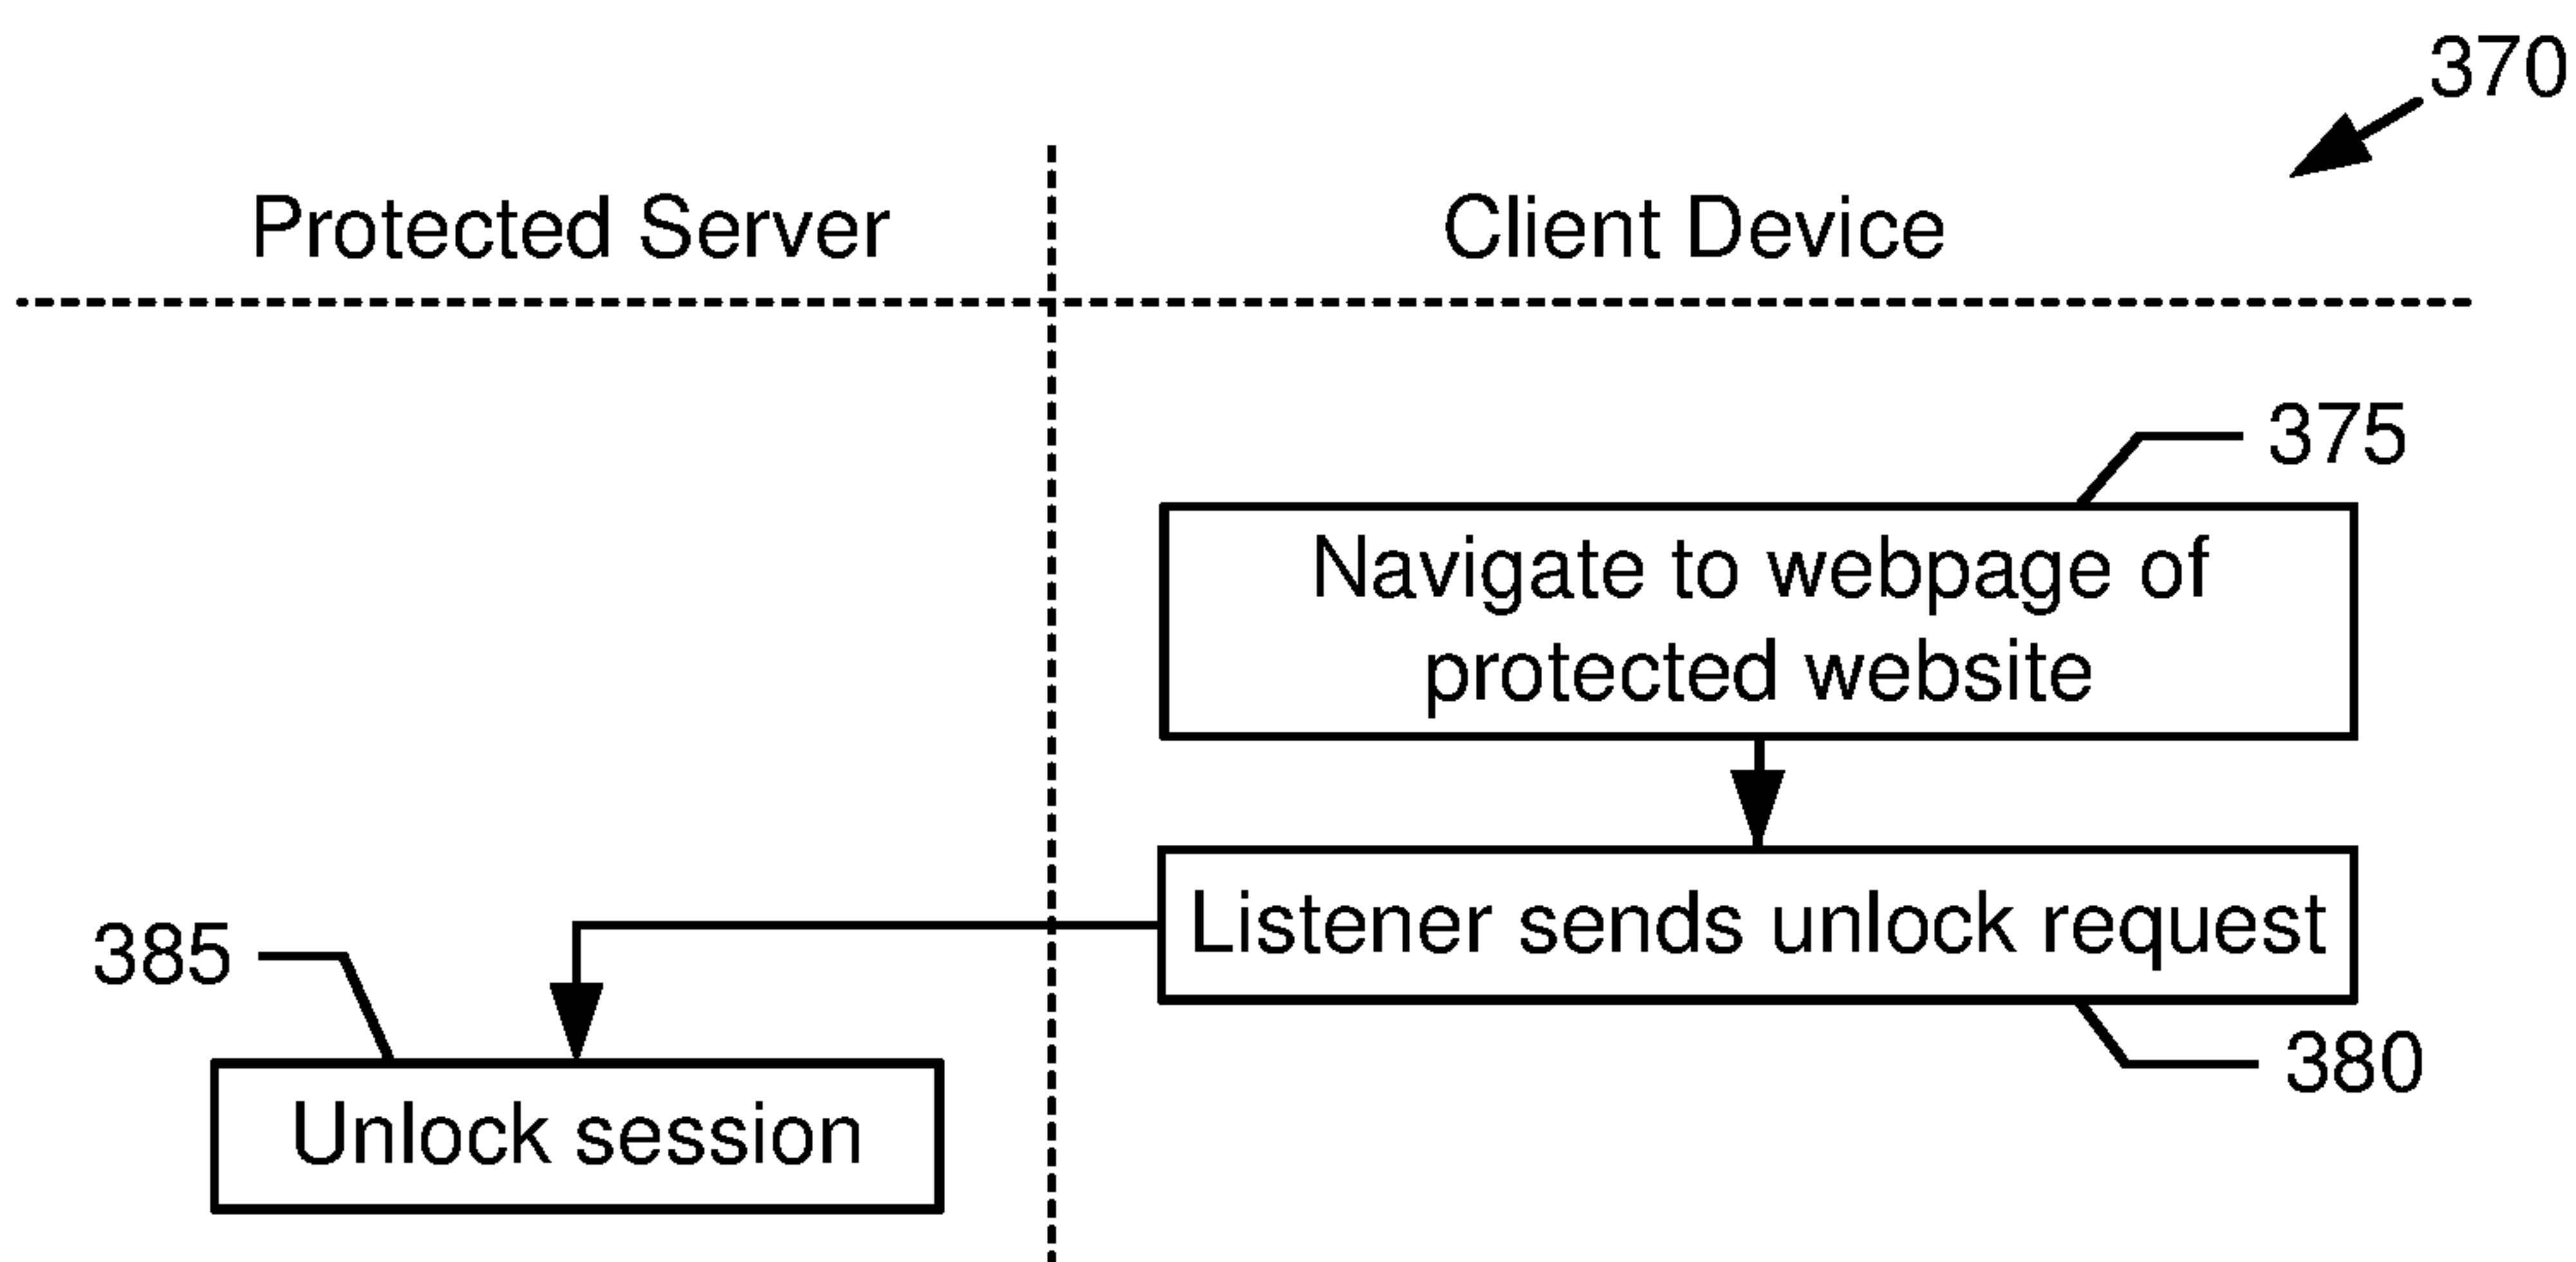 370
Protected Server
Client Device
375
Navigate to webpage of
protected website
Listener sends unlock request
385
380
Unlock session